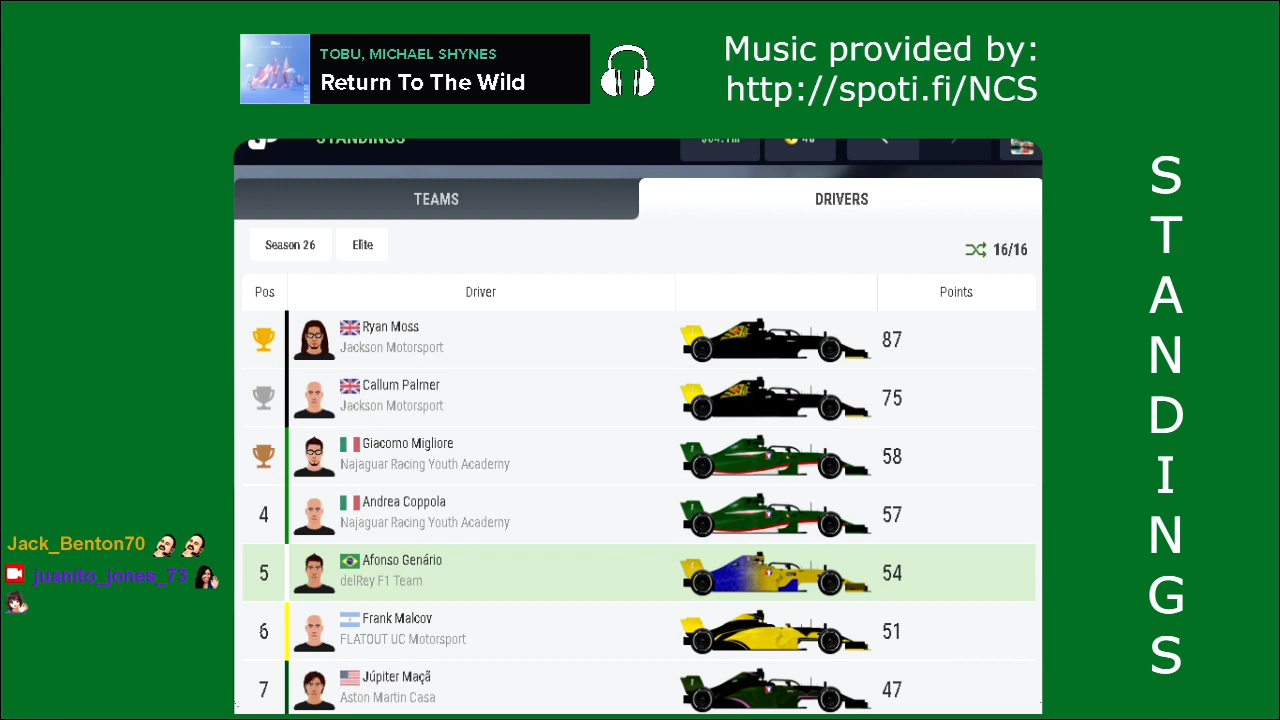 TOBU, MICHAEL SHYNES
Return To The Wild
Music provided by:
http://spoti.fi/NCS
STANDINGS
TEAMS
DRIVERS
Season 26
Elite
16/16
Pos
Driver
Points
Ryan Moss
Jackson Motorsport
87
Callum Palmer
Jackson Motorsport
75
Giacomo Migliore
Najaguar Racing Youth Academy
58
4
Andrea Coppola
Najaguar Racing Youth Academy
57
5
Afonso Genário
delRey F1 Team
54
6
Frank Malcov
FLATOUT UC Motorsport
51
7
Júpiter Maçã
Aston Martin Casa
47
Jack_Benton70
juanito_jones_73
STANDINGS